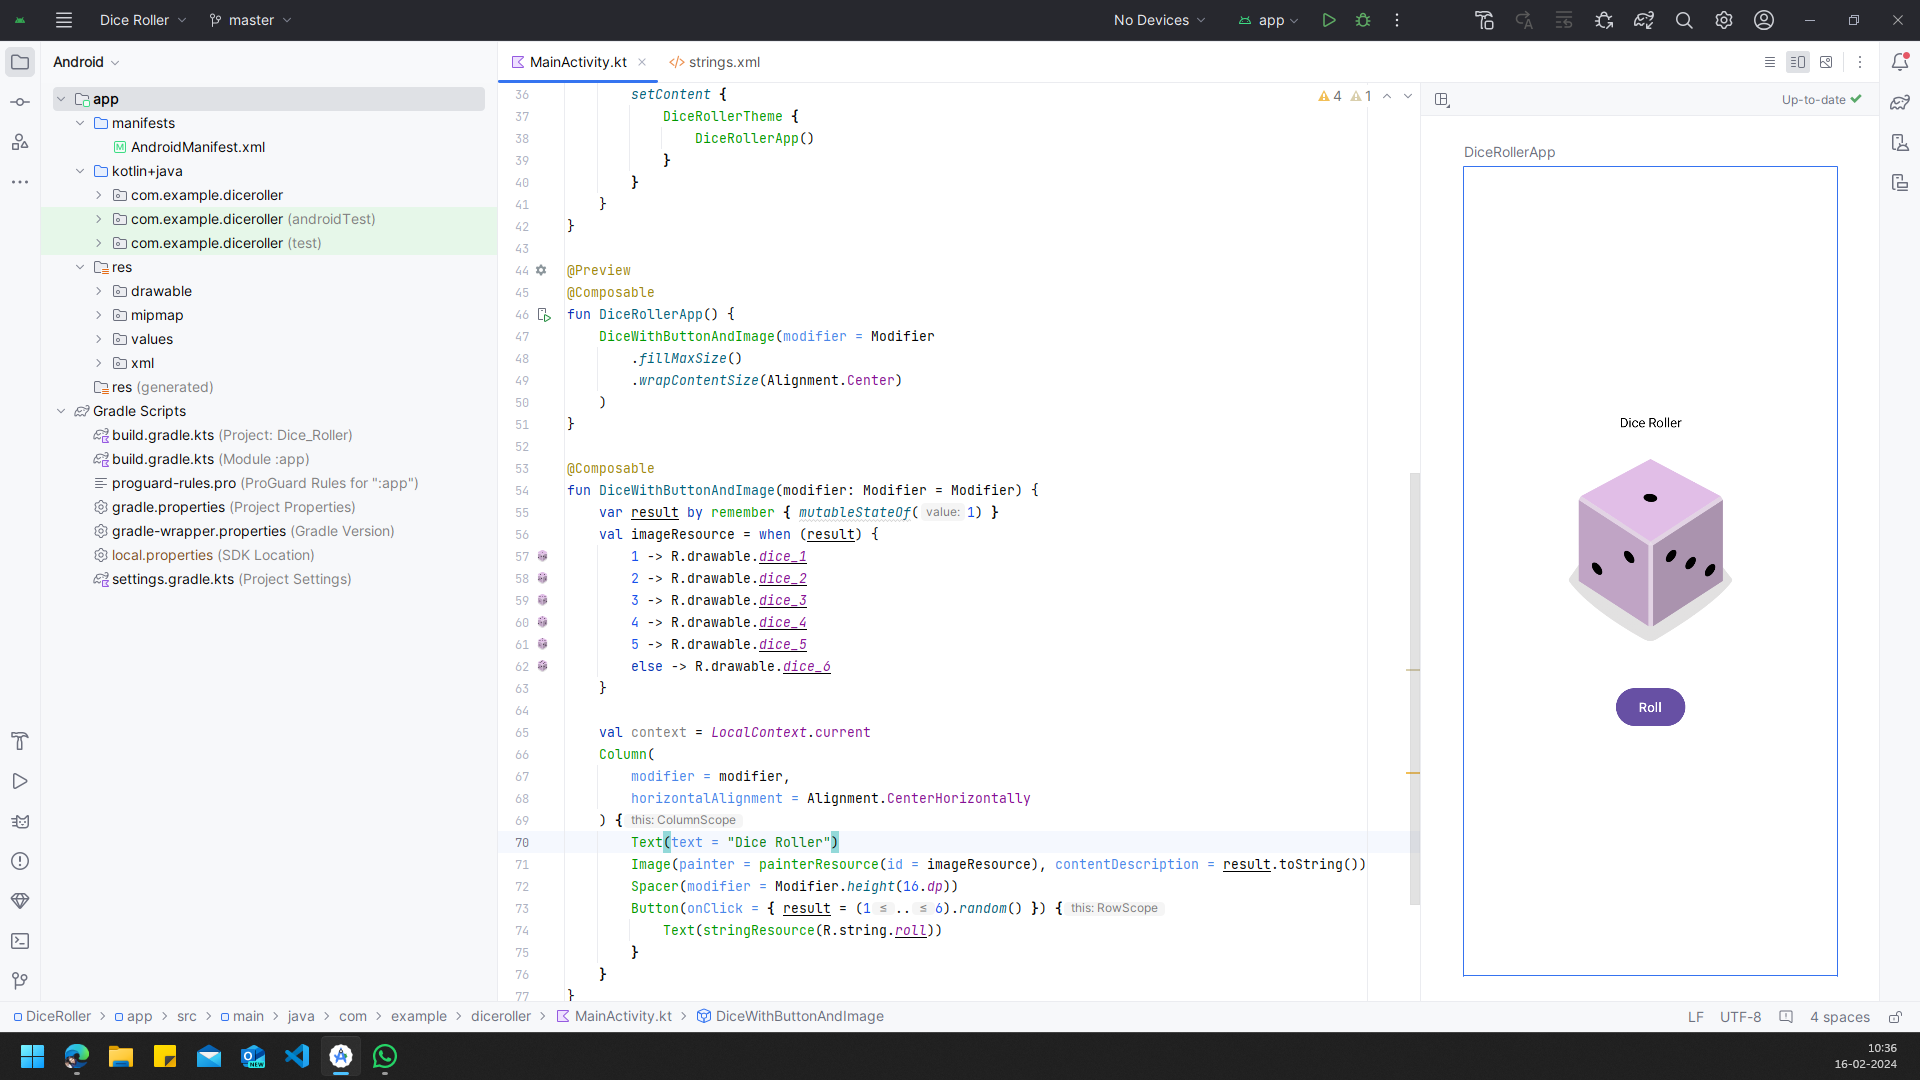 Dice Roller
master
No Devices
app
Android
app
manifests
AndroidManifest.xml
kotlin+java
com.example.diceroller
com.example.diceroller (androidTest)
com.example.diceroller (test)
res
drawable
mipmap
values
xml
res (generated)
Gradle Scripts
build.gradle.kts (Project: Dice_Roller)
build.gradle.kts (Module :app)
proguard-rules.pro (ProGuard Rules for ":app")
gradle.properties (Project Properties)
gradle-wrapper.properties (Gradle Version)
local.properties (SDK Location)
settings.gradle.kts (Project Settings)
MainActivity.kt
strings.xml
4 1
36 setContent {
37 DiceRollerTheme {
38 DiceRollerApp()
39 }
40 }
41 }
42 }
43
44 @Preview
45 @Composable
46 fun DiceRollerApp() {
47 DiceWithButtonAndImage(modifier = Modifier
48 .fillMaxSize()
49 .wrapContentSize(Alignment.Center)
50 )
51 }
52
53 @Composable
54 fun DiceWithButtonAndImage(modifier: Modifier = Modifier) {
55 var result by remember { mutableStateOf( value: 1) }
56 val imageResource = when (result) {
57 1 -> R.drawable.dice_1
58 2 -> R.drawable.dice_2
59 3 -> R.drawable.dice_3
60 4 -> R.drawable.dice_4
61 5 -> R.drawable.dice_5
62 else -> R.drawable.dice_6
63 }
64
65 val context = LocalContext.current
66 Column(
67 modifier = modifier,
68 horizontalAlignment = Alignment.CenterHorizontally
69 ) { this: ColumnScope
70 Text(text = "Dice Roller")
71 Image(painter = painterResource(id = imageResource), contentDescription = result.toString())
72 Spacer(modifier = Modifier.height(16.dp))
73 Button(onClick = { result = (1 ≤ .. ≤ 6).random() }) { this: RowScope
74 Text(stringResource(R.string.roll))
75 }
76 }
77 }
Up-to-date
DiceRollerApp
Dice Roller
Roll
DiceRoller > app > src > main > java > com > example > diceroller > MainActivity.kt > DiceWithButtonAndImage
LF UTF-8 4 spaces
NEW
10:36
16-02-2024